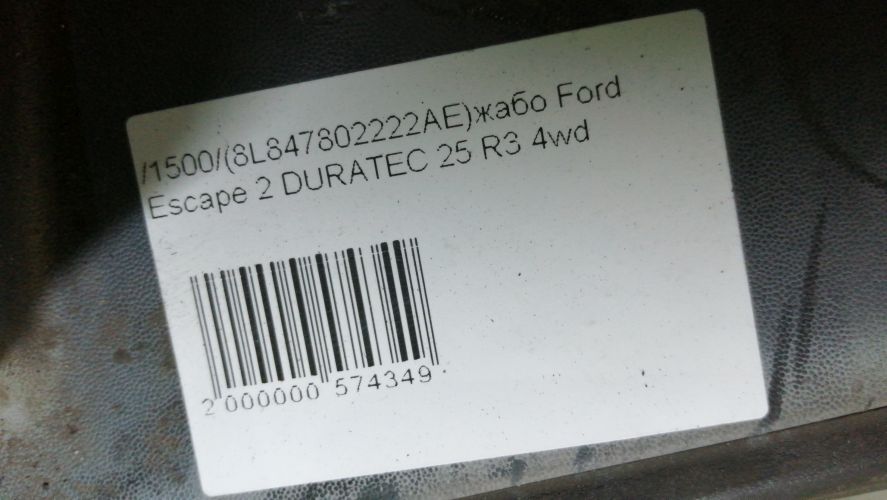 /1500/(8L847802222AE)жабо Ford
Escape 2 DURATEC 25 R3 4wd
2 000000 574349